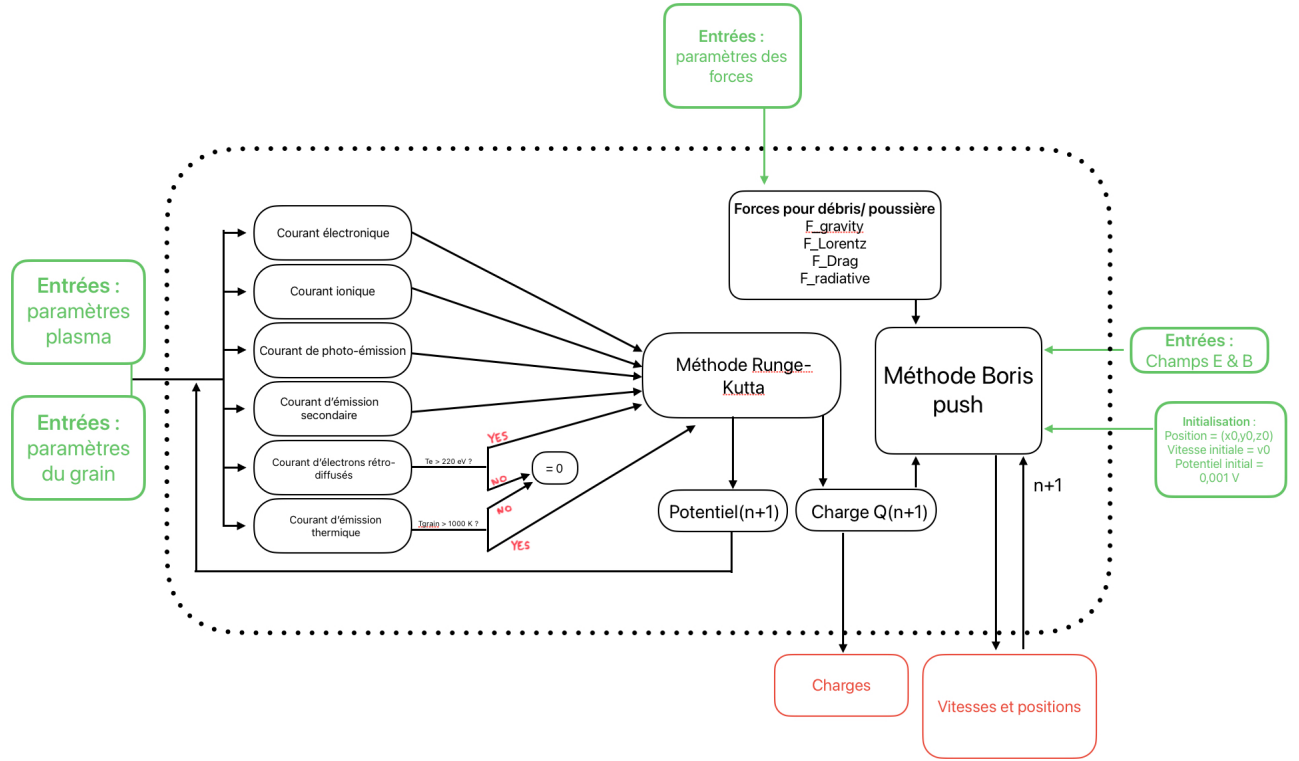 Entrées :
paramètres des
forces
Forces pour débris/ poussière
F_gravity
F_Lorentz
F_Drag
F_radiative
Entrées :
paramètres
plasma
Entrées :
paramètres
du grain
Courant électronique
Courant ionique
Courant de photo-émission
Courant d'émission
secondaire
Courant d'électrons rétro-
diffusés
Courant d'émission
thermique
Te > 220 eV ?
Tgrain > 1000 K ?
YES
NO
= 0
NO
YES
Méthode Runge-
Kutta
Méthode Boris
push
Entrées :
Champs E & B
Initialisation :
Position = (x0,y0,z0)
Vitesse initiale = v0
Potentiel initial =
0,001 V
Potentiel(n+1)
Charge Q(n+1)
n+1
Charges
Vitesses et positions